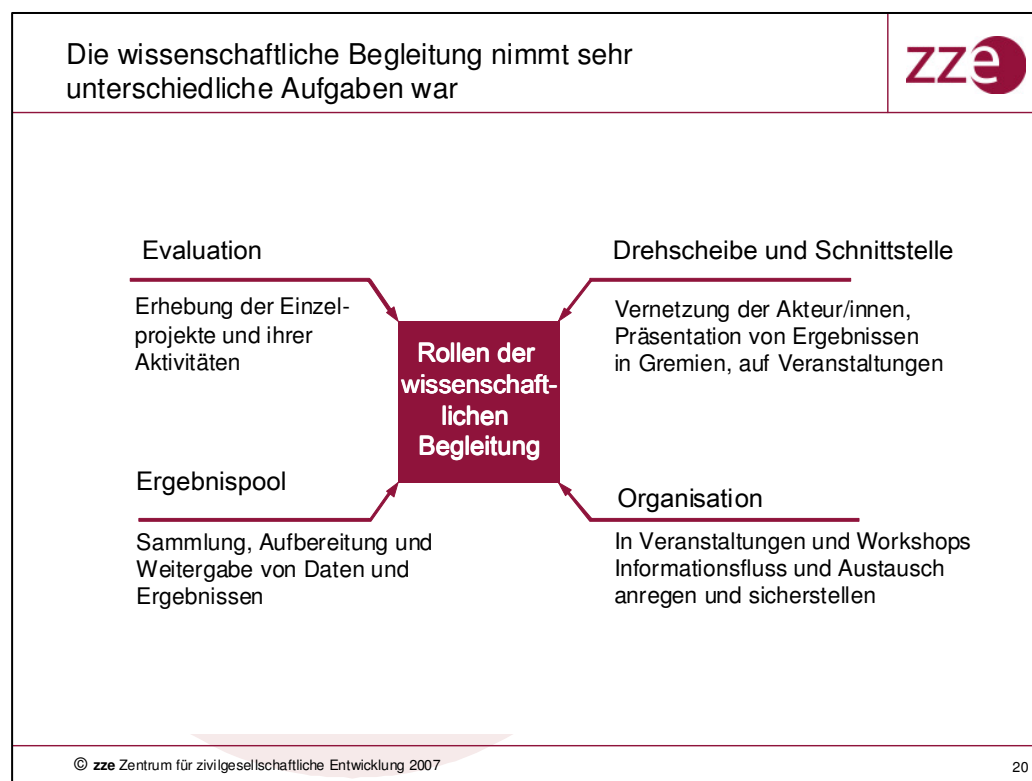 Die wissenschaftliche Begleitung nimmt sehr
unterschiedliche Aufgaben war
zze
Evaluation
Erhebung der Einzel-
projekte und ihrer
Aktivitäten
Drehscheibe und Schnittstelle
Vernetzung der Akteur/innen,
Präsentation von Ergebnissen
in Gremien, auf Veranstaltungen
Rollen der
wissenschaft-
lichen
Begleitung
Ergebnispool
Sammlung, Aufbereitung und
Weitergabe von Daten und
Ergebnissen
Organisation
In Veranstaltungen und Workshops
Informationsfluss und Austausch
anregen und sicherstellen
© zze Zentrum für zivilgesellschaftliche Entwicklung 2007
20